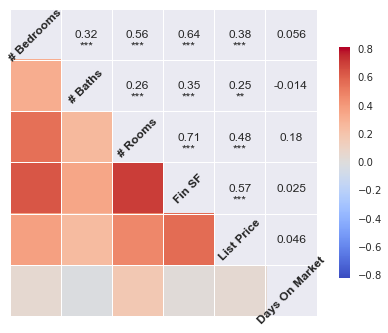 # Bedrooms 0.32 0.56 0.64 0.38 0.056
*** *** *** ***
# Baths 0.26 0.35 0.25 -0.014
*** *** **
# Rooms 0.71 0.48 0.18
*** ***
Fin SF 0.57 0.025
***
List Price 0.046
Days On Market
0.8
0.6
0.4
0.2
0.0
−0.2
−0.4
−0.6
−0.8